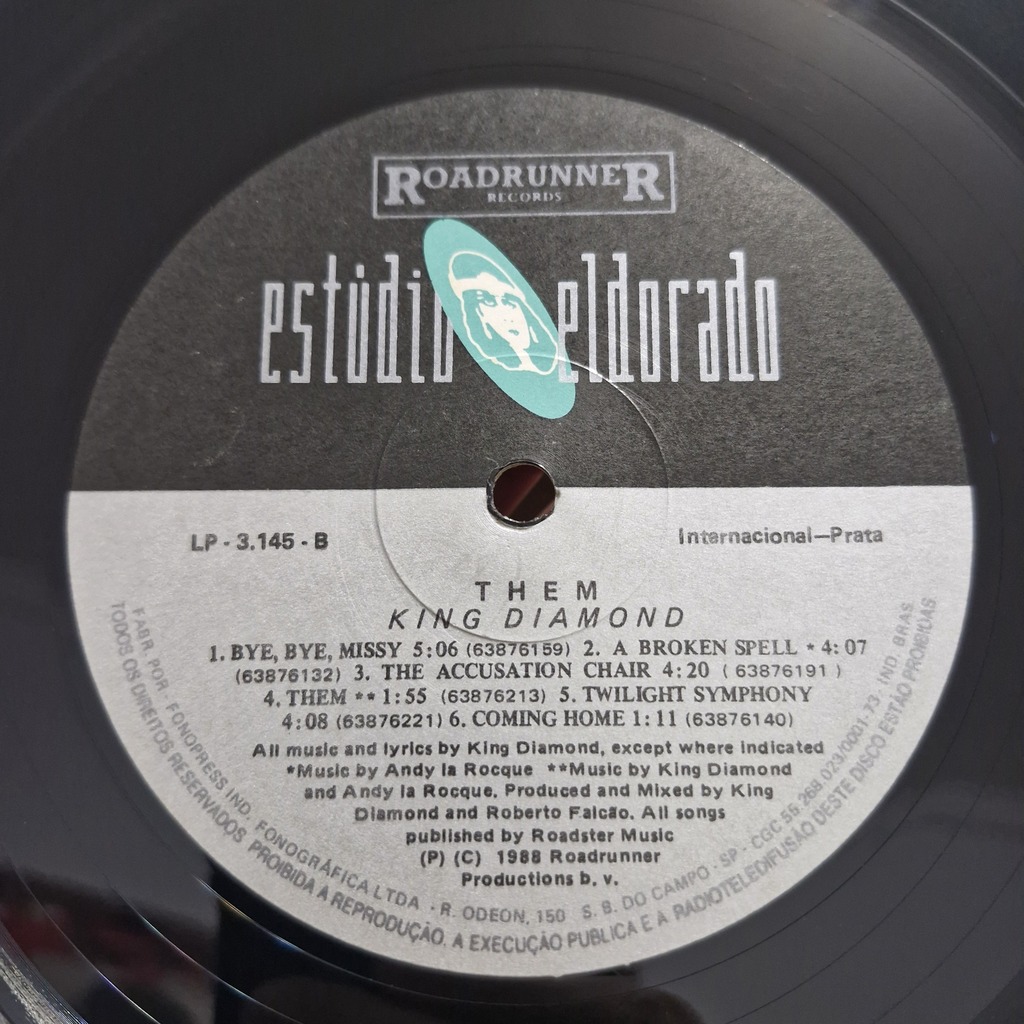 ROADRUNNER
RECORDS
estúdio eldorado
LP - 3.145 - B
Internacional—Prata
THEM
KING DIAMOND
1. BYE, BYE, MISSY 5:06 (63876159) 2. A BROKEN SPELL * 4:07
(63876132) 3. THE ACCUSATION CHAIR 4:20 ( 63876191 )
4. THEM ** 1:55 (63876213) 5. TWILIGHT SYMPHONY
4:08 (63876221) 6. COMING HOME 1:11 (63876140)
All music and lyrics by King Diamond, except where indicated
*Music by Andy la Rocque **Music by King Diamond
and Andy la Rocque. Produced and Mixed by King
Diamond and Roberto Falcão. All songs
published by Roadster Music
(P) (C) 1988 Roadrunner
Productions b. v.
FABR. POR FONOPRESS IND. FONOGRÁFICA LTDA - R. ODEON, 150 S. B. DO CAMPO - SP - CGC 55.268.023/0001-73. IND. BRAS.
TODOS OS DIREITOS RESERVADOS. PROIBIDA A REPRODUÇÃO. A EXECUÇÃO PUBLICA E A RADIOTELEDIFUSÃO DESTE DISCO ESTÃO PROIBIDAS